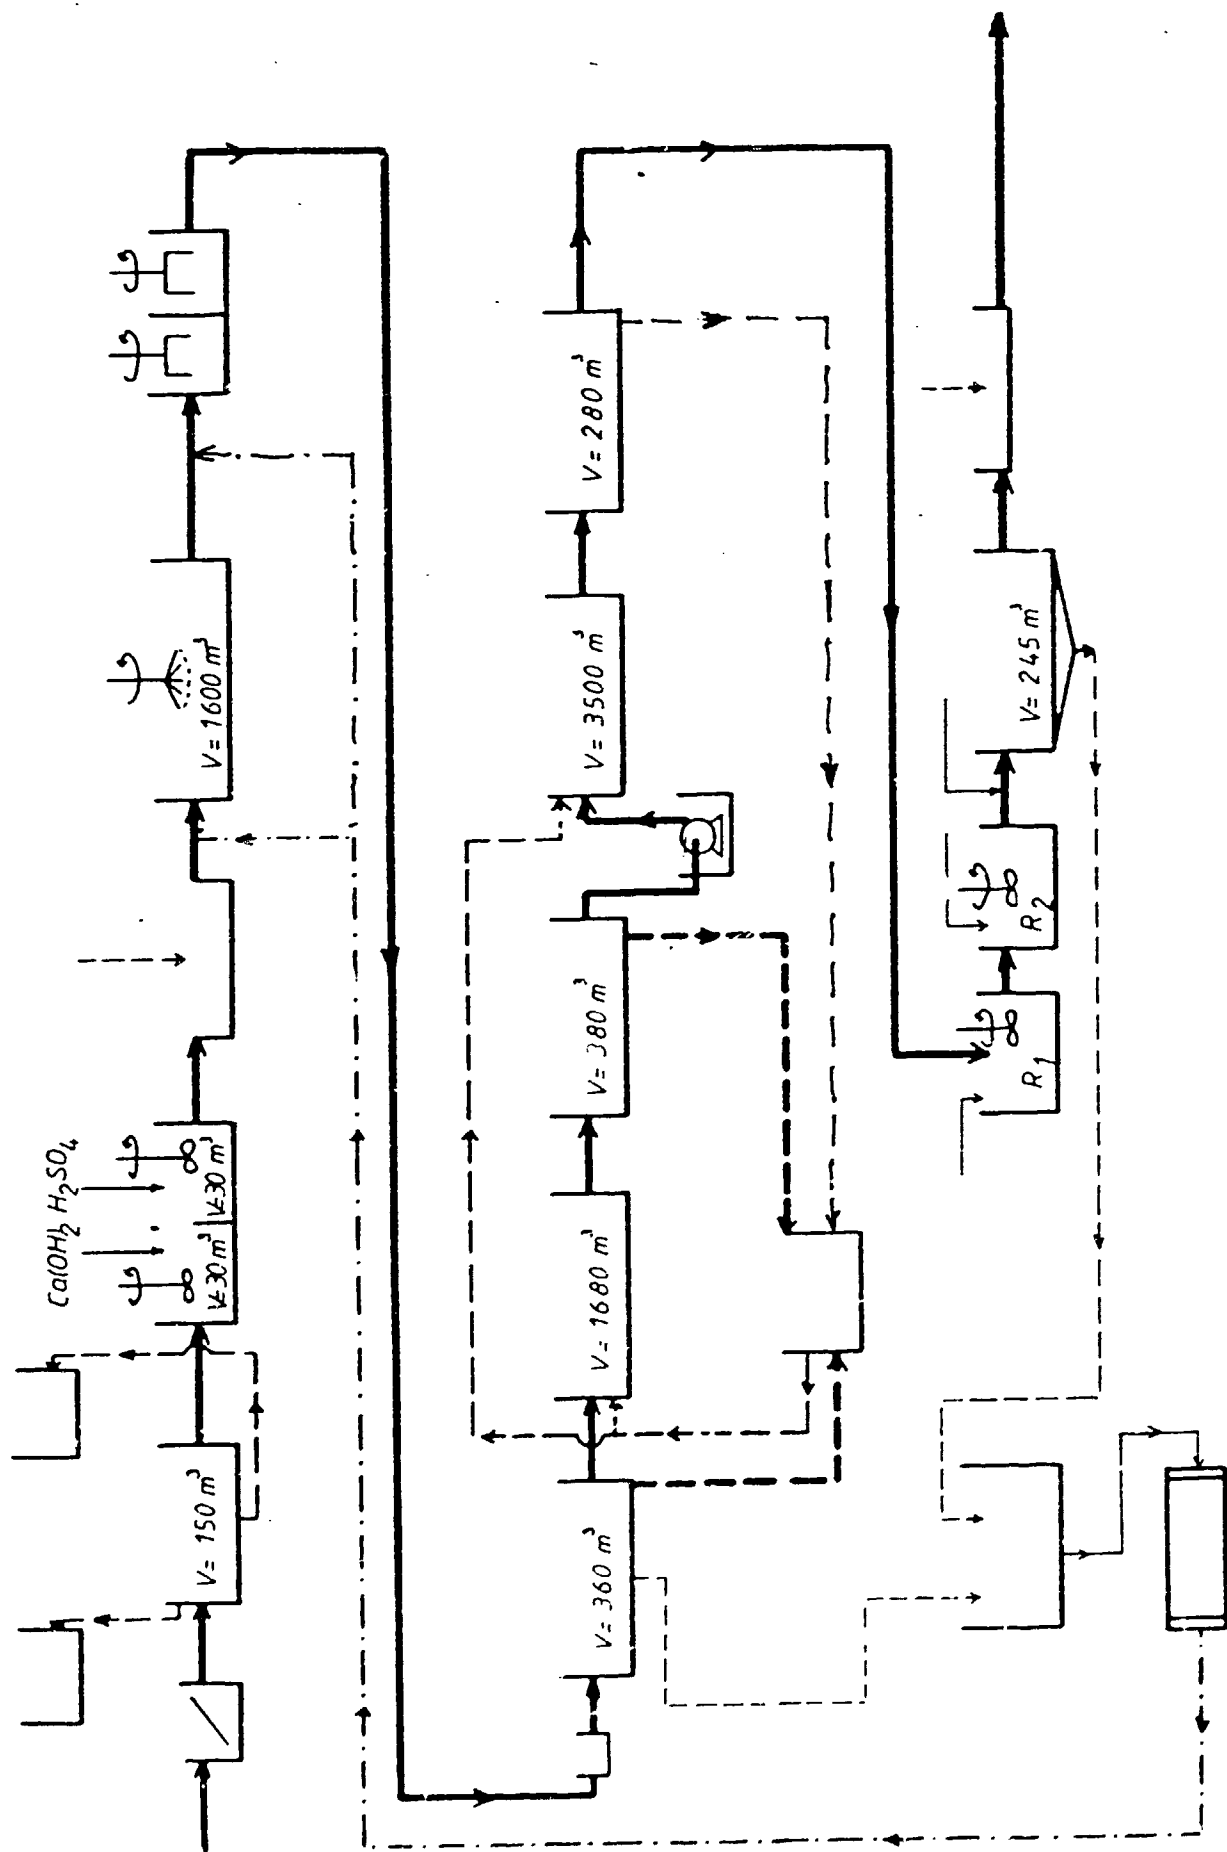 Ca(OH)2 H2SO4
V = 150 m³
V=30 m³
V=30 m³
V = 1600 m³
V = 360 m³
V = 1680 m³
V = 380 m³
V = 3500 m³
V = 280 m³
R1
R2
V = 245 m³